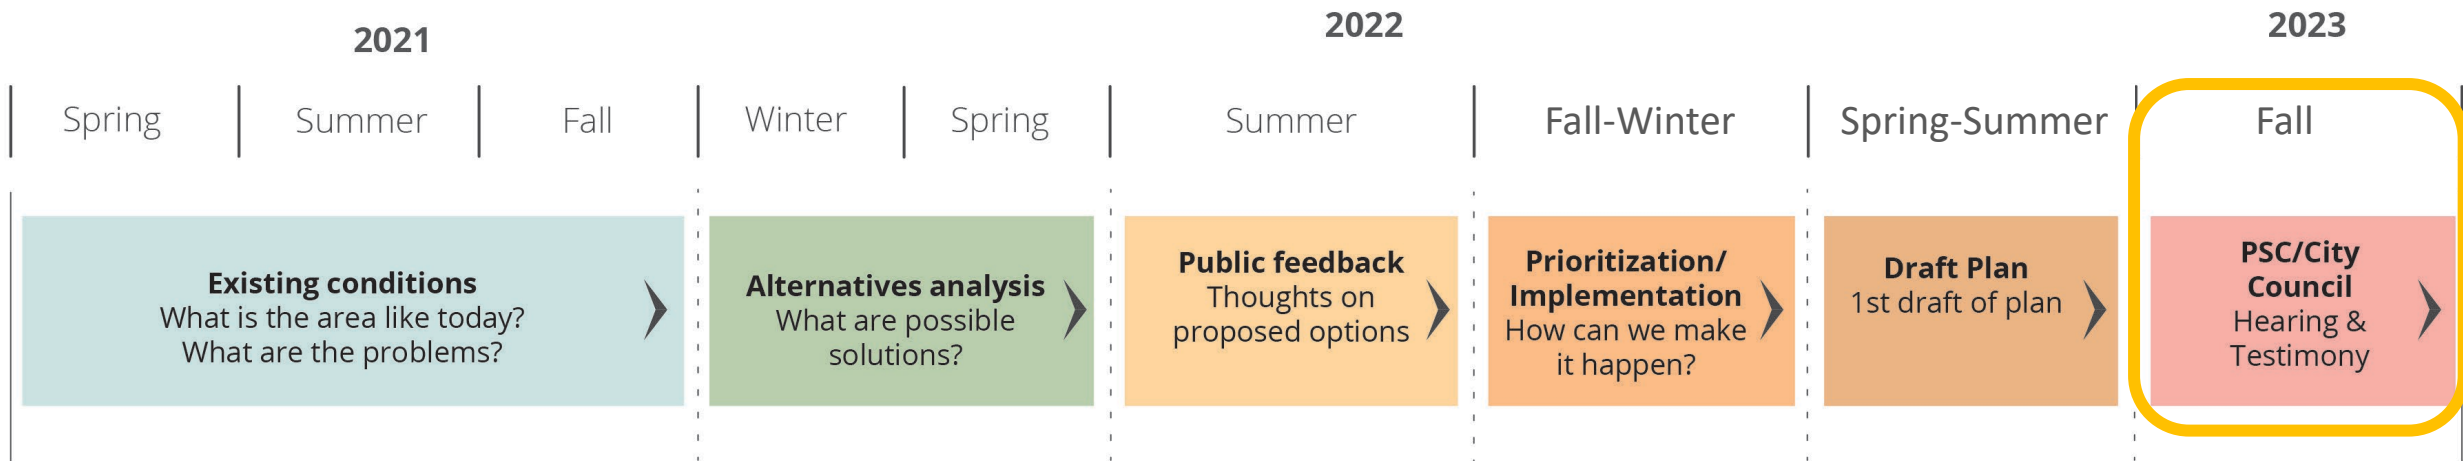 2021
2022
2023
Spring
Summer
Fall
Winter
Spring
Summer
Fall-Winter
Spring-Summer
Fall
Existing conditions
What is the area like today?
What are the problems?
Alternatives analysis
What are possible
solutions?
Public feedback
Thoughts on
proposed options
Prioritization/
Implementation
How can we make
it happen?
Draft Plan
1st draft of plan
PSC/City
Council
Hearing &
Testimony